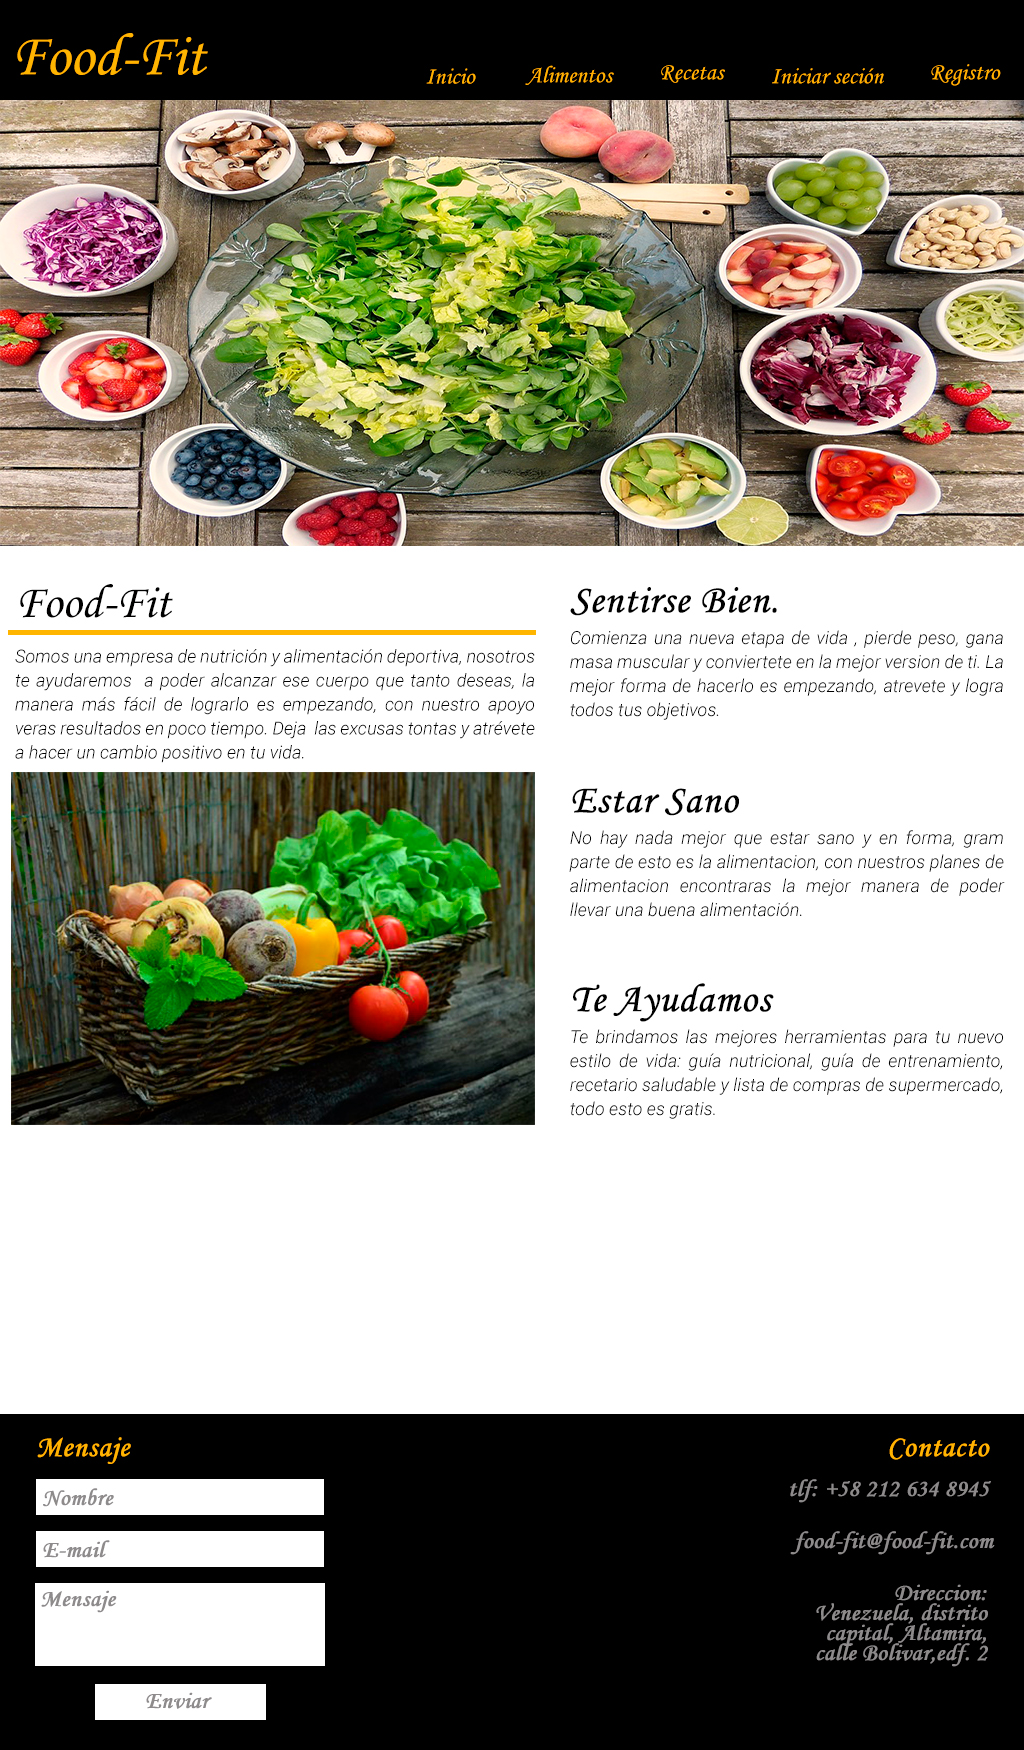 Food-Fit
Inicio
Alimentos
Recetas
Iniciar seción
Registro
Food-Fit
Somos una empresa de nutrición y alimentación deportiva, nosotros
te ayudaremos a poder alcanzar ese cuerpo que tanto deseas, la
manera más fácil de lograrlo es empezando, con nuestro apoyo
veras resultados en poco tiempo. Deja las excusas tontas y atrévete
a hacer un cambio positivo en tu vida.
Sentirse Bien.
Comienza una nueva etapa de vida , pierde peso, gana
masa muscular y conviertete en la mejor version de ti. La
mejor forma de hacerlo es empezando, atrevete y logra
todos tus objetivos.
Estar Sano
No hay nada mejor que estar sano y en forma, gram
parte de esto es la alimentacion, con nuestros planes de
alimentacion encontraras la mejor manera de poder
llevar una buena alimentación.
Te Ayudamos
Te brindamos las mejores herramientas para tu nuevo
estilo de vida: guía nutricional, guía de entrenamiento,
recetario saludable y lista de compras de supermercado,
todo esto es gratis.
Mensaje
Nombre
E-mail
Mensaje
Enviar
Contacto
tlf: +58 212 634 8945
food-fit@food-fit.com
Direccion:
Venezuela, distrito
capital, Altamira,
calle Bolivar,edf. 2